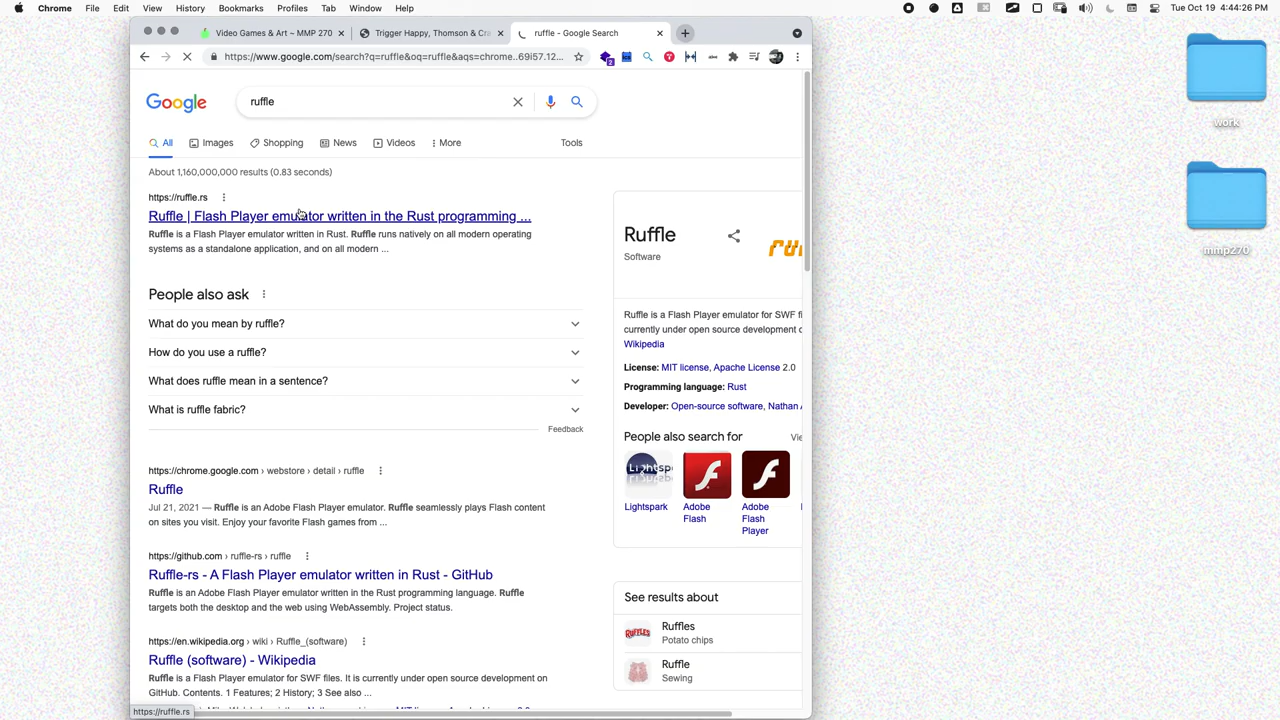 Chrome File Edit View History Bookmarks Profiles Tab Window Help Tue Oct 19 4:44:26 PM
Video Games & Art ~ MMP 270 Trigger Happy, Thomson & Cra ruffle - Google Search
https://www.google.com/search?q=ruffle&oq=ruffle&aqs=chrome..69i57.12...
2
work
mmp270
Google ruffle
All Images Shopping News Videos More Tools
About 1,160,000,000 results (0.83 seconds)
https://ruffle.rs
Ruffle | Flash Player emulator written in the Rust programming ...
Ruffle is a Flash Player emulator written in Rust. Ruffle runs natively on all modern operating
systems as a standalone application, and on all modern ...
People also ask
What do you mean by ruffle?
How do you use a ruffle?
What does ruffle mean in a sentence?
What is ruffle fabric?
Feedback
https://chrome.google.com › webstore › detail › ruffle
Ruffle
Jul 21, 2021 — Ruffle is an Adobe Flash Player emulator. Ruffle seamlessly plays Flash content
on sites you visit. Enjoy your favorite Flash games from ...
https://github.com › ruffle-rs › ruffle
Ruffle-rs - A Flash Player emulator written in Rust - GitHub
Ruffle is an Adobe Flash Player emulator written in the Rust programming language. Ruffle
targets both the desktop and the web using WebAssembly. Project status.
https://en.wikipedia.org › wiki › Ruffle_(software)
Ruffle (software) - Wikipedia
Ruffle is a Flash Player emulator for SWF files. It is currently under open source development on
GitHub. Contents. 1 Features; 2 History; 3 See also ...
https://ruffle.rs
Ruffle
Software
Ruffle is a Flash Player emulator for SWF fi
currently under open source development o
Wikipedia
License: MIT license, Apache License 2.0
Programming language: Rust
Developer: Open-source software, Nathan A
People also search for Vie
Lightspark
Adobe
Flash
Adobe
Flash
Player
See results about
Ruffles
Potato chips
Ruffle
Sewing